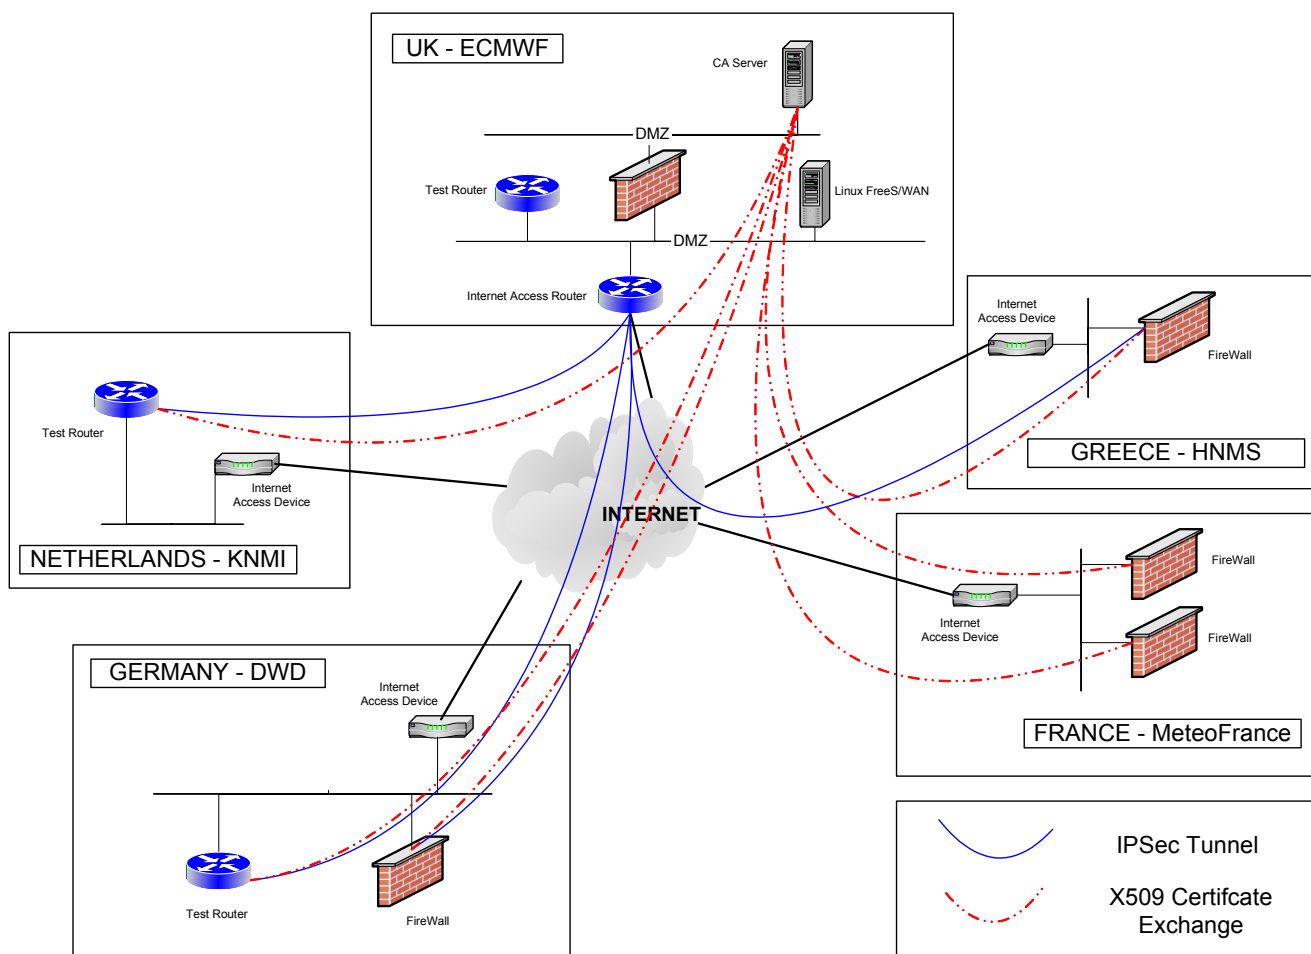 UK - ECMWF
CA Server
DMZ
Test Router
Linux FreeS/WAN
DMZ
Internet Access Router
Internet
Access Device
FireWall
GREECE - HNMS
Test Router
Internet
Access Device
NETHERLANDS - KNMI
INTERNET
FireWall
Internet
Access Device
FireWall
FRANCE - MeteoFrance
GERMANY - DWD
Internet
Access Device
Test Router
FireWall
IPSec Tunnel
X509 Certifcate
Exchange